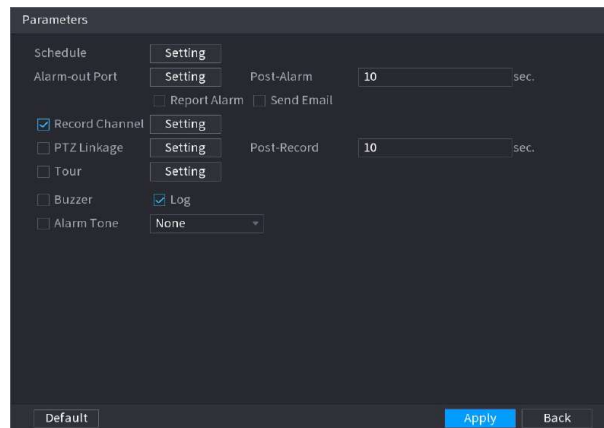 Parameters
Schedule Setting
Alarm-out Port Setting Post-Alarm 10 sec.
Report Alarm Send Email
Record Channel Setting
PTZ Linkage Setting Post-Record 10 sec.
Tour Setting
Buzzer Log
Alarm Tone None
Default Apply Back